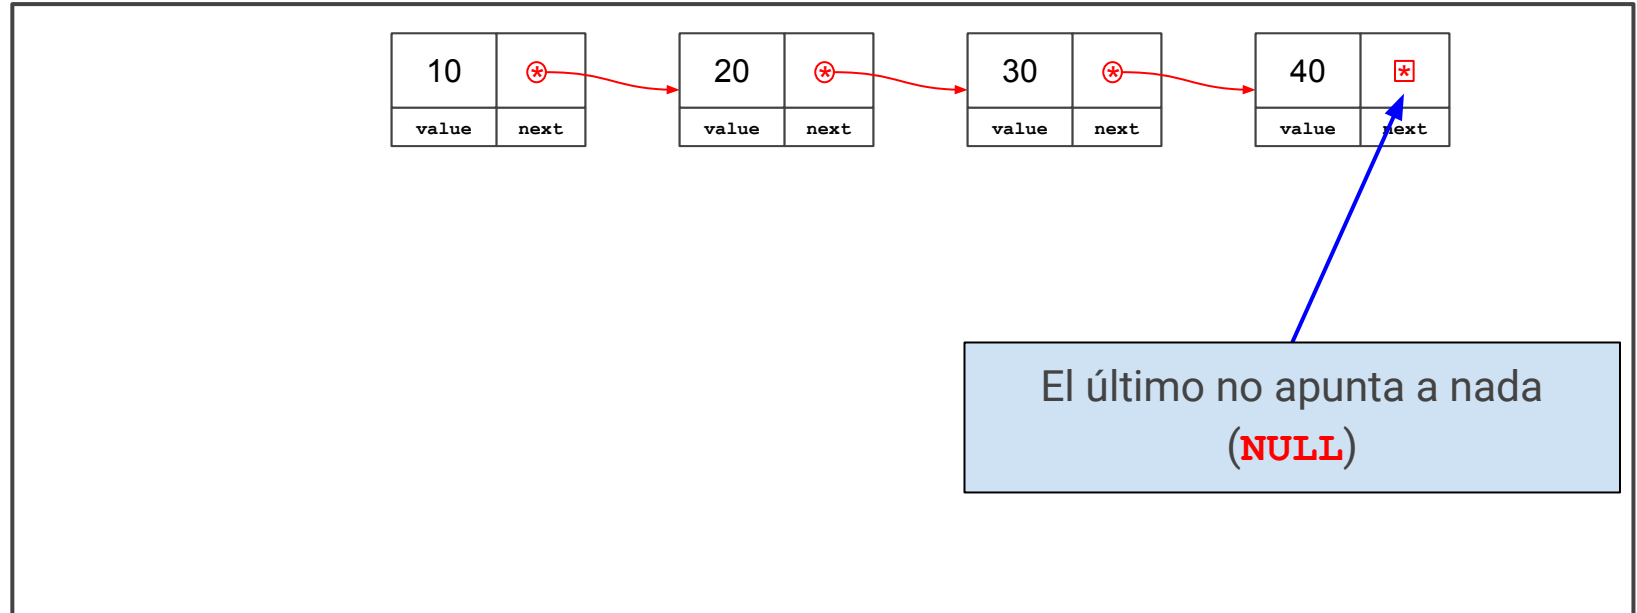 10 * 20 * 30 * 40 *
value next value next value next value next
El último no apunta a nada
(NULL)